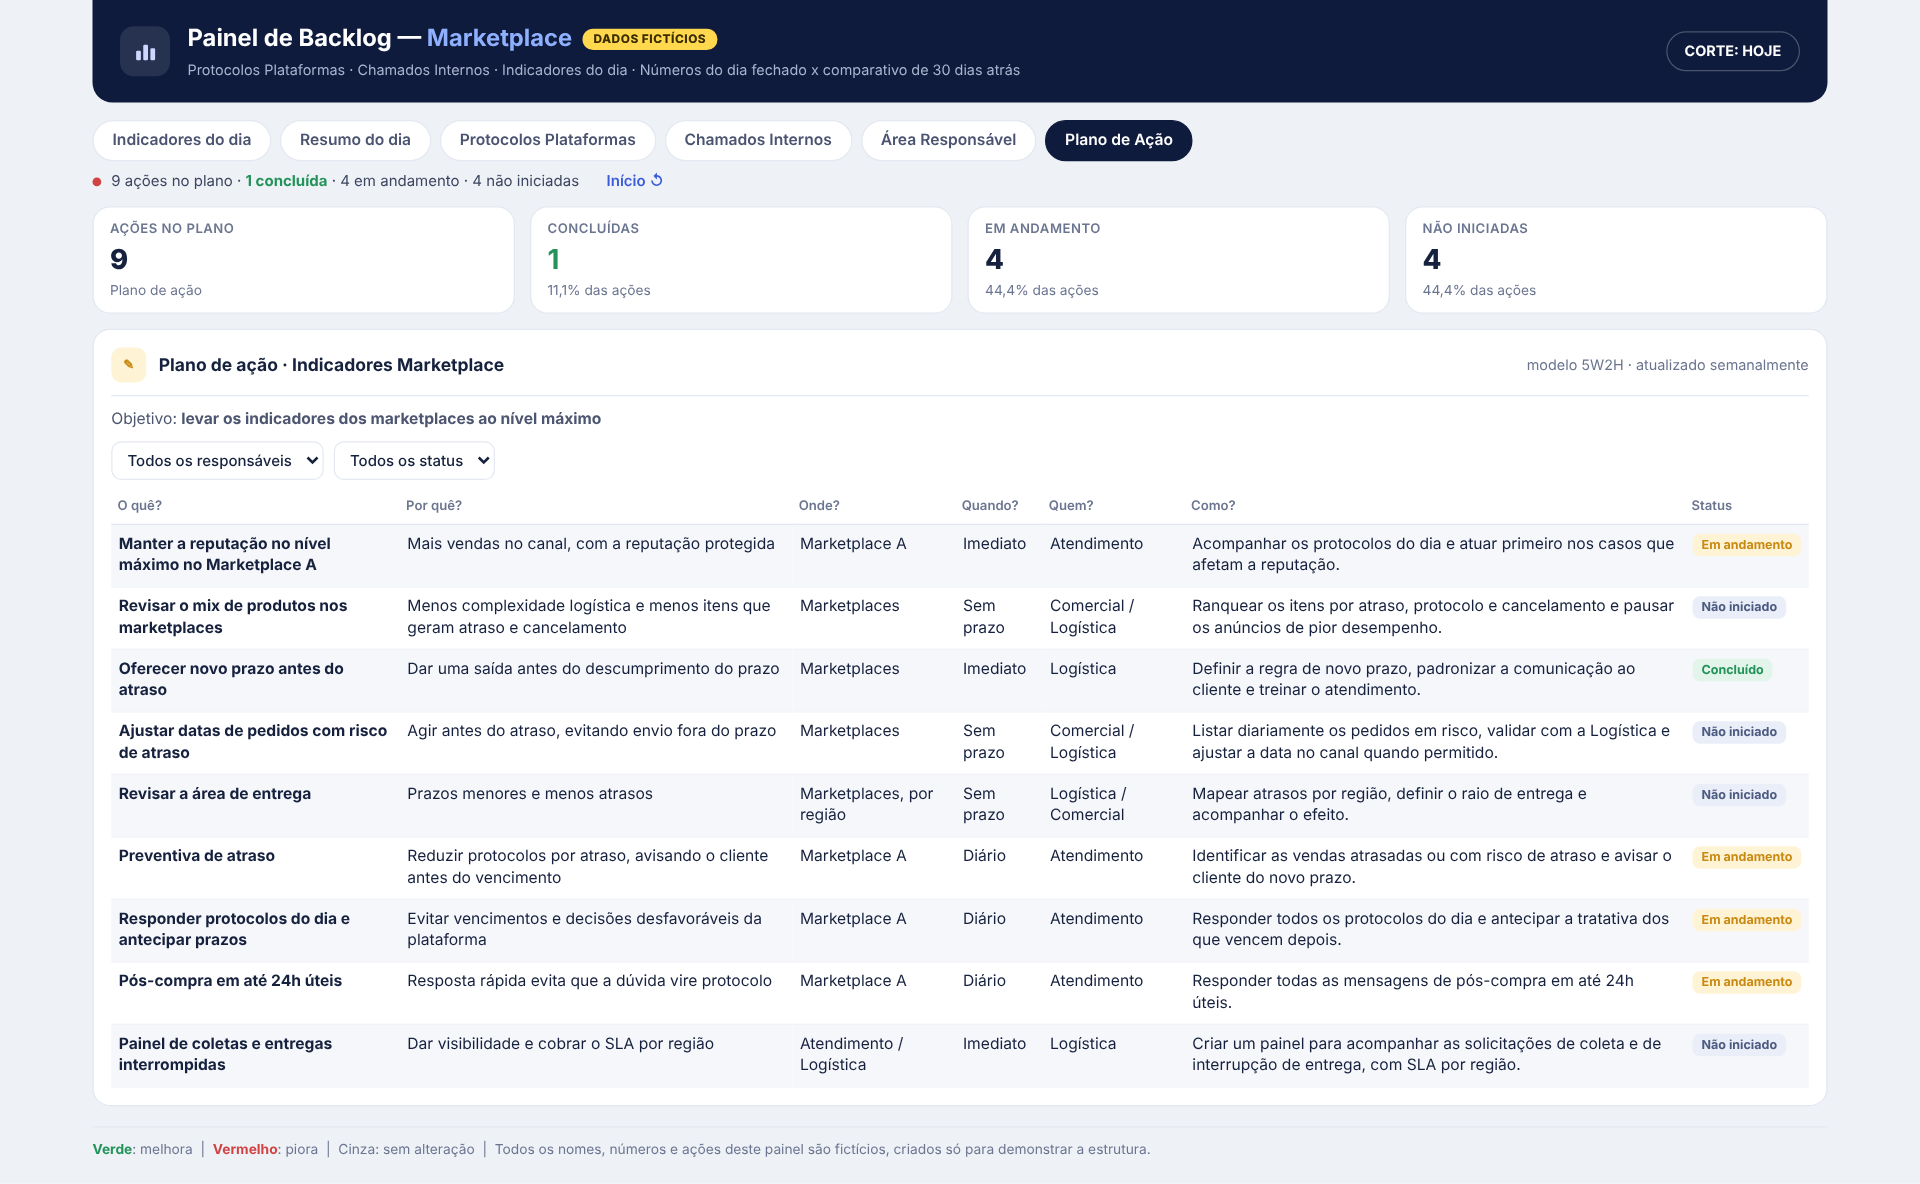 Painel de Backlog — Marketplace DADOS FICTÍCIOS
Protocolos Plataformas · Chamados Internos · Indicadores do dia · Números do dia fechado x comparativo de 30 dias atrás
CORTE: HOJE
Indicadores do dia
Resumo do dia
Protocolos Plataformas
Chamados Internos
Área Responsável
Plano de Ação
9 ações no plano · 1 concluída · 4 em andamento · 4 não iniciadas
Início ↺
AÇÕES NO PLANO
9
Plano de ação
CONCLUÍDAS
1
11,1% das ações
EM ANDAMENTO
4
44,4% das ações
NÃO INICIADAS
4
44,4% das ações
✎
Plano de ação · Indicadores Marketplace
modelo 5W2H · atualizado semanalmente
Objetivo: levar os indicadores dos marketplaces ao nível máximo
Todos os responsáveis
Todos os status
O quê?
Por quê?
Onde?
Quando?
Quem?
Como?
Status
Manter a reputação no nível
máximo no Marketplace A
Mais vendas no canal, com a reputação protegida
Marketplace A
Imediato
Atendimento
Acompanhar os protocolos do dia e atuar primeiro nos casos que
afetam a reputação.
Em andamento
Revisar o mix de produtos nos
marketplaces
Menos complexidade logística e menos itens que
geram atraso e cancelamento
Marketplaces
Sem
prazo
Comercial /
Logística
Ranquear os itens por atraso, protocolo e cancelamento e pausar
os anúncios de pior desempenho.
Não iniciado
Oferecer novo prazo antes do
atraso
Dar uma saída antes do descumprimento do prazo
Marketplaces
Imediato
Logística
Definir a regra de novo prazo, padronizar a comunicação ao
cliente e treinar o atendimento.
Concluído
Ajustar datas de pedidos com risco
de atraso
Agir antes do atraso, evitando envio fora do prazo
Marketplaces
Sem
prazo
Comercial /
Logística
Listar diariamente os pedidos em risco, validar com a Logística e
ajustar a data no canal quando permitido.
Não iniciado
Revisar a área de entrega
Prazos menores e menos atrasos
Marketplaces, por
região
Sem
prazo
Logística /
Comercial
Mapear atrasos por região, definir o raio de entrega e
acompanhar o efeito.
Não iniciado
Preventiva de atraso
Reduzir protocolos por atraso, avisando o cliente
antes do vencimento
Marketplace A
Diário
Atendimento
Identificar as vendas atrasadas ou com risco de atraso e avisar o
cliente do novo prazo.
Em andamento
Responder protocolos do dia e
antecipar prazos
Evitar vencimentos e decisões desfavoráveis da
plataforma
Marketplace A
Diário
Atendimento
Responder todos os protocolos do dia e antecipar a tratativa dos
que vencem depois.
Em andamento
Pós-compra em até 24h úteis
Resposta rápida evita que a dúvida vire protocolo
Marketplace A
Diário
Atendimento
Responder todas as mensagens de pós-compra em até 24h
úteis.
Em andamento
Painel de coletas e entregas
interrompidas
Dar visibilidade e cobrar o SLA por região
Atendimento /
Logística
Imediato
Logística
Criar um painel para acompanhar as solicitações de coleta e de
interrupção de entrega, com SLA por região.
Não iniciado
Verde: melhora | Vermelho: piora | Cinza: sem alteração | Todos os nomes, números e ações deste painel são fictícios, criados só para demonstrar a estrutura.